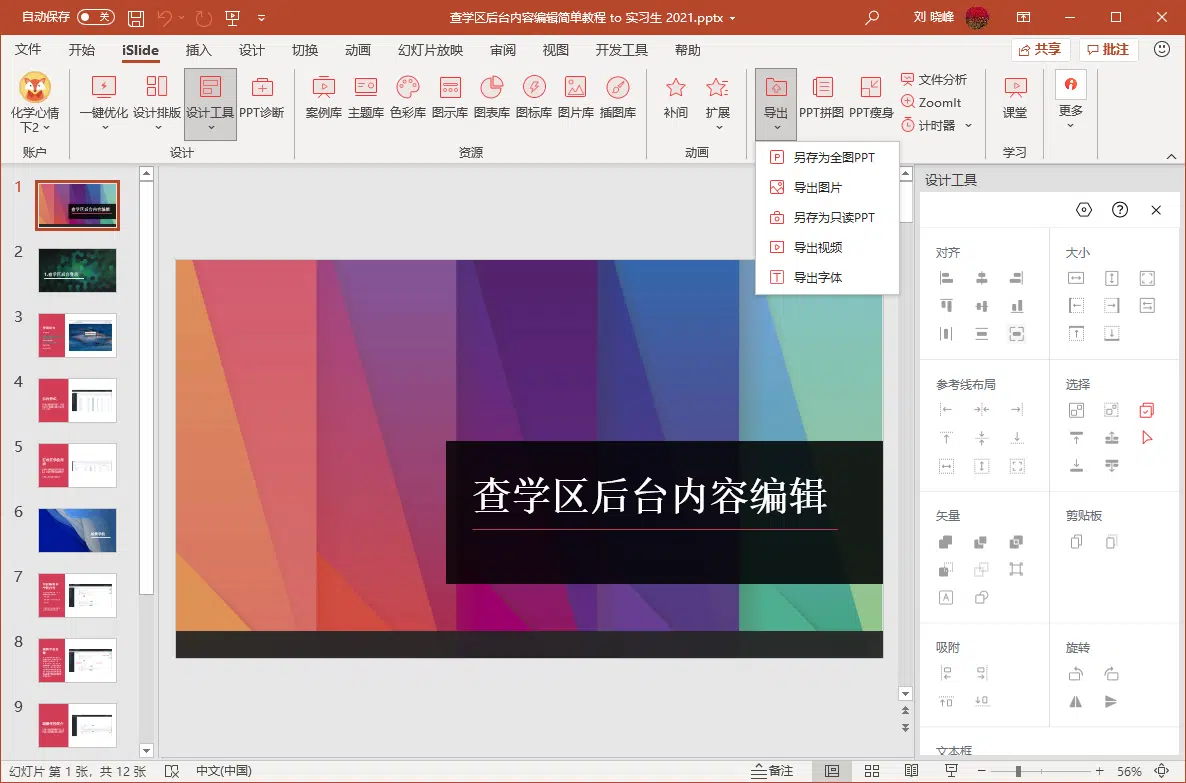 自动保存 关
查学区后台内容编辑简单教程 to 实习生 2021.pptx
刘 晓峰
文件 开始 iSlide 插入 设计 切换 动画 幻灯片放映 审阅 视图 开发工具 帮助
共享 批注
化学心情下2
一键优化 设计排版 设计工具 PPT诊断
案例库 主题库 色彩库 图示库 图表库 图标库 图片库 插图库
补间 扩展
导出 PPT拼图 PPT瘦身
文件分析
ZoomIt
计时器
课堂
更多
账户 设计 资源 动画 学习
另存为全图PPT
导出图片
另存为只读PPT
导出视频
导出字体
1
查学区后台内容编辑
2
3
4
5
6
7
8
9
查学区后台内容编辑
设计工具
对齐 大小
参考线布局 选择
矢量 剪贴板
吸附 旋转
文本框
幻灯片 第 1 张，共 12 张 中文(中国)
备注
56%